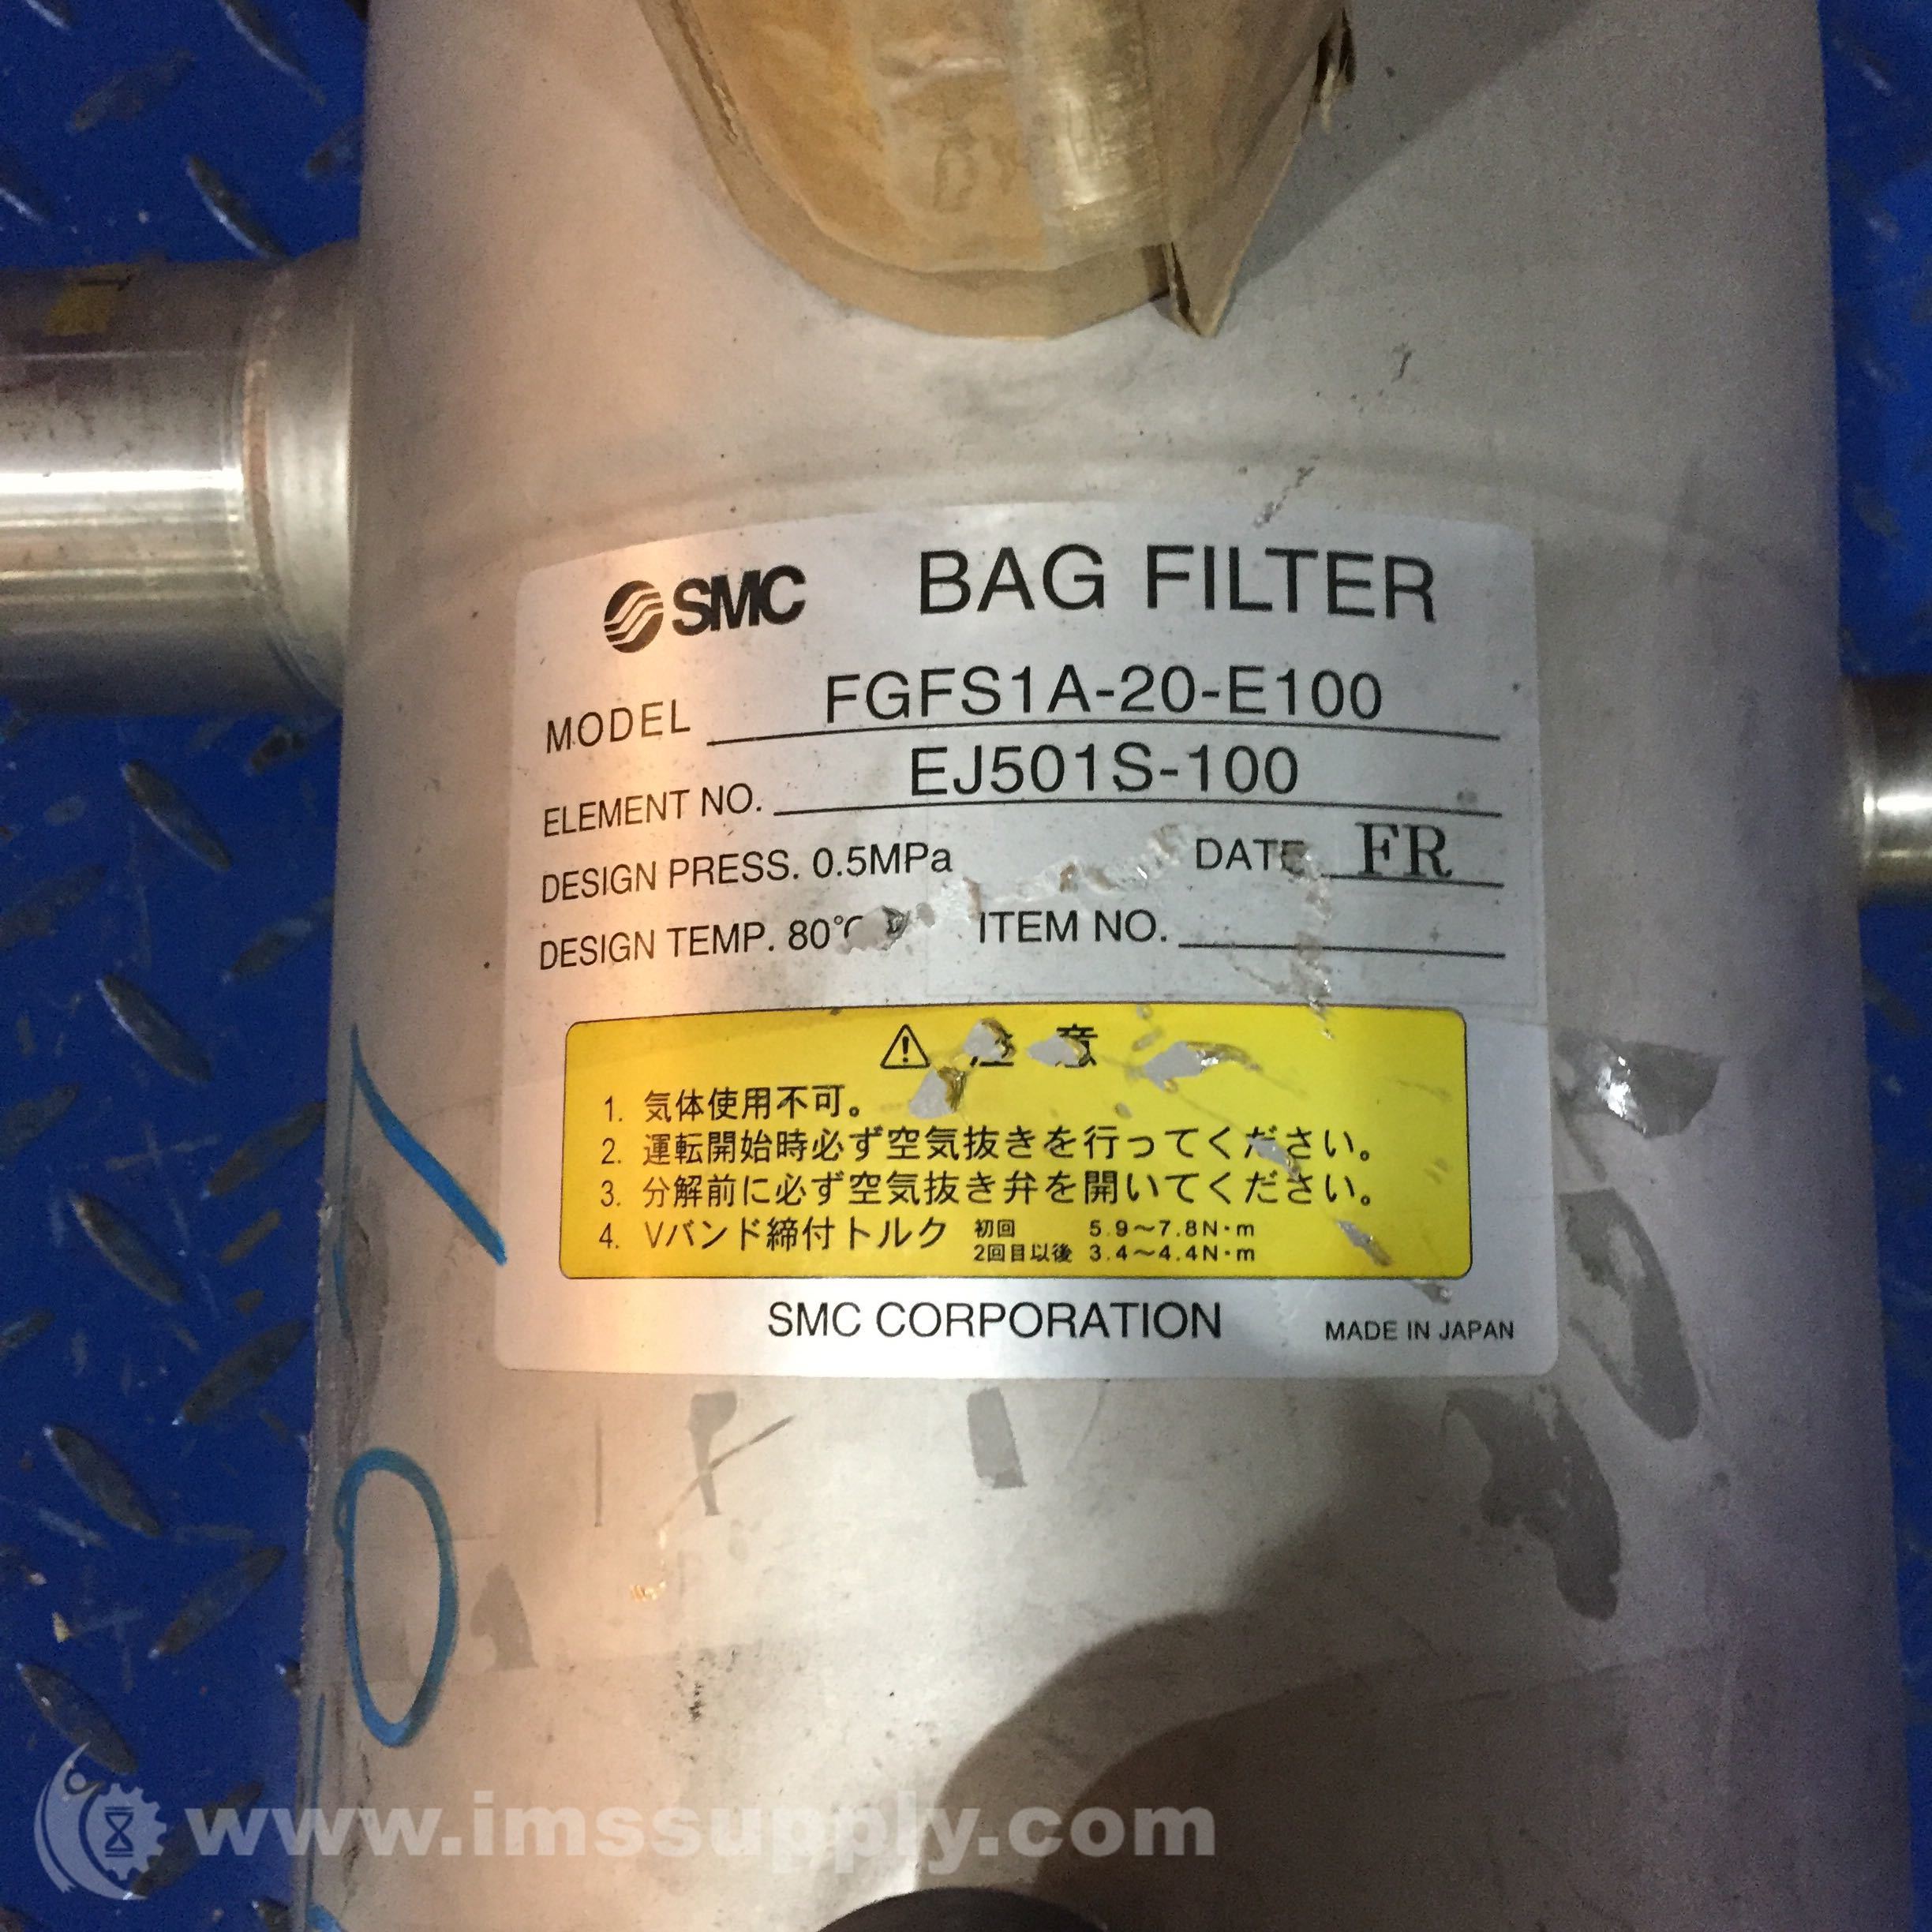 SMC BAG FILTER
MODEL FGFS1A-20-E100
ELEMENT NO. EJ501S-100
DESIGN PRESS. 0.5MPa DATE FR
DESIGN TEMP. 80℃ ITEM NO.
⚠ 注意
1. 気体使用不可。
2. 運転開始時必ず空気抜きを行ってください。
3. 分解前に必ず空気抜き弁を開いてください。
4. Vバンド締付トルク 初回 5.9〜7.8N·m
2回目以後 3.4〜4.4N·m
SMC CORPORATION MADE IN JAPAN
www.imssupply.com